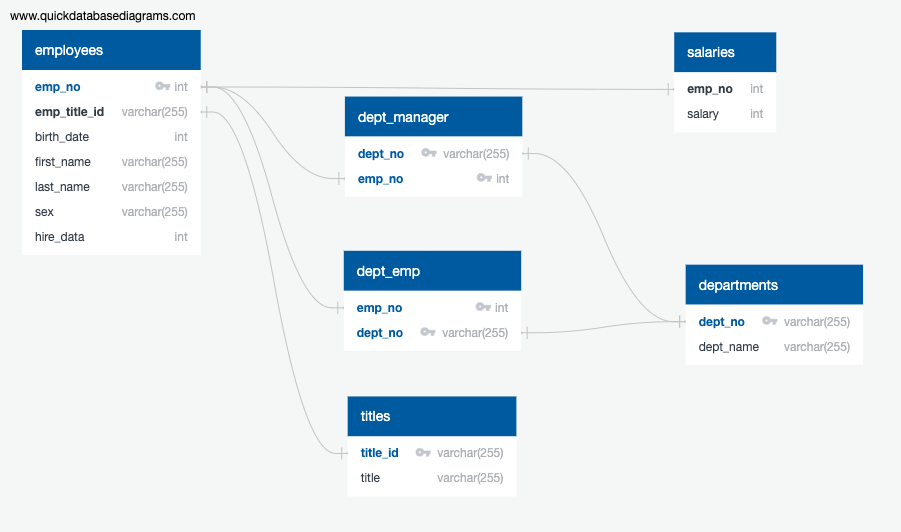 www.quickdatabasediagrams.com
employees
emp_no int
emp_title_id varchar(255)
birth_date int
first_name varchar(255)
last_name varchar(255)
sex varchar(255)
hire_data int
dept_manager
dept_no varchar(255)
emp_no int
dept_emp
emp_no int
dept_no varchar(255)
titles
title_id varchar(255)
title varchar(255)
salaries
emp_no int
salary int
departments
dept_no varchar(255)
dept_name varchar(255)